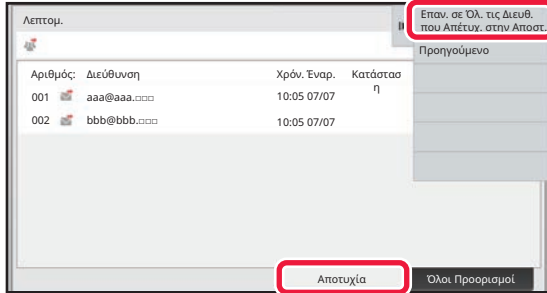 Λεπτομ.
Επαν. σε Όλ. τις Διευθ.
που Απέτυχ. στην Αποστ.
Προηγούμενο
Αριθμός: Διεύθυνση Χρόν. Έναρ. Κατάστασ
η
001 aaa@aaa.□□□ 10:05 07/07
002 bbb@bbb.□□□ 10:05 07/07
Αποτυχία Όλοι Προορισμοί